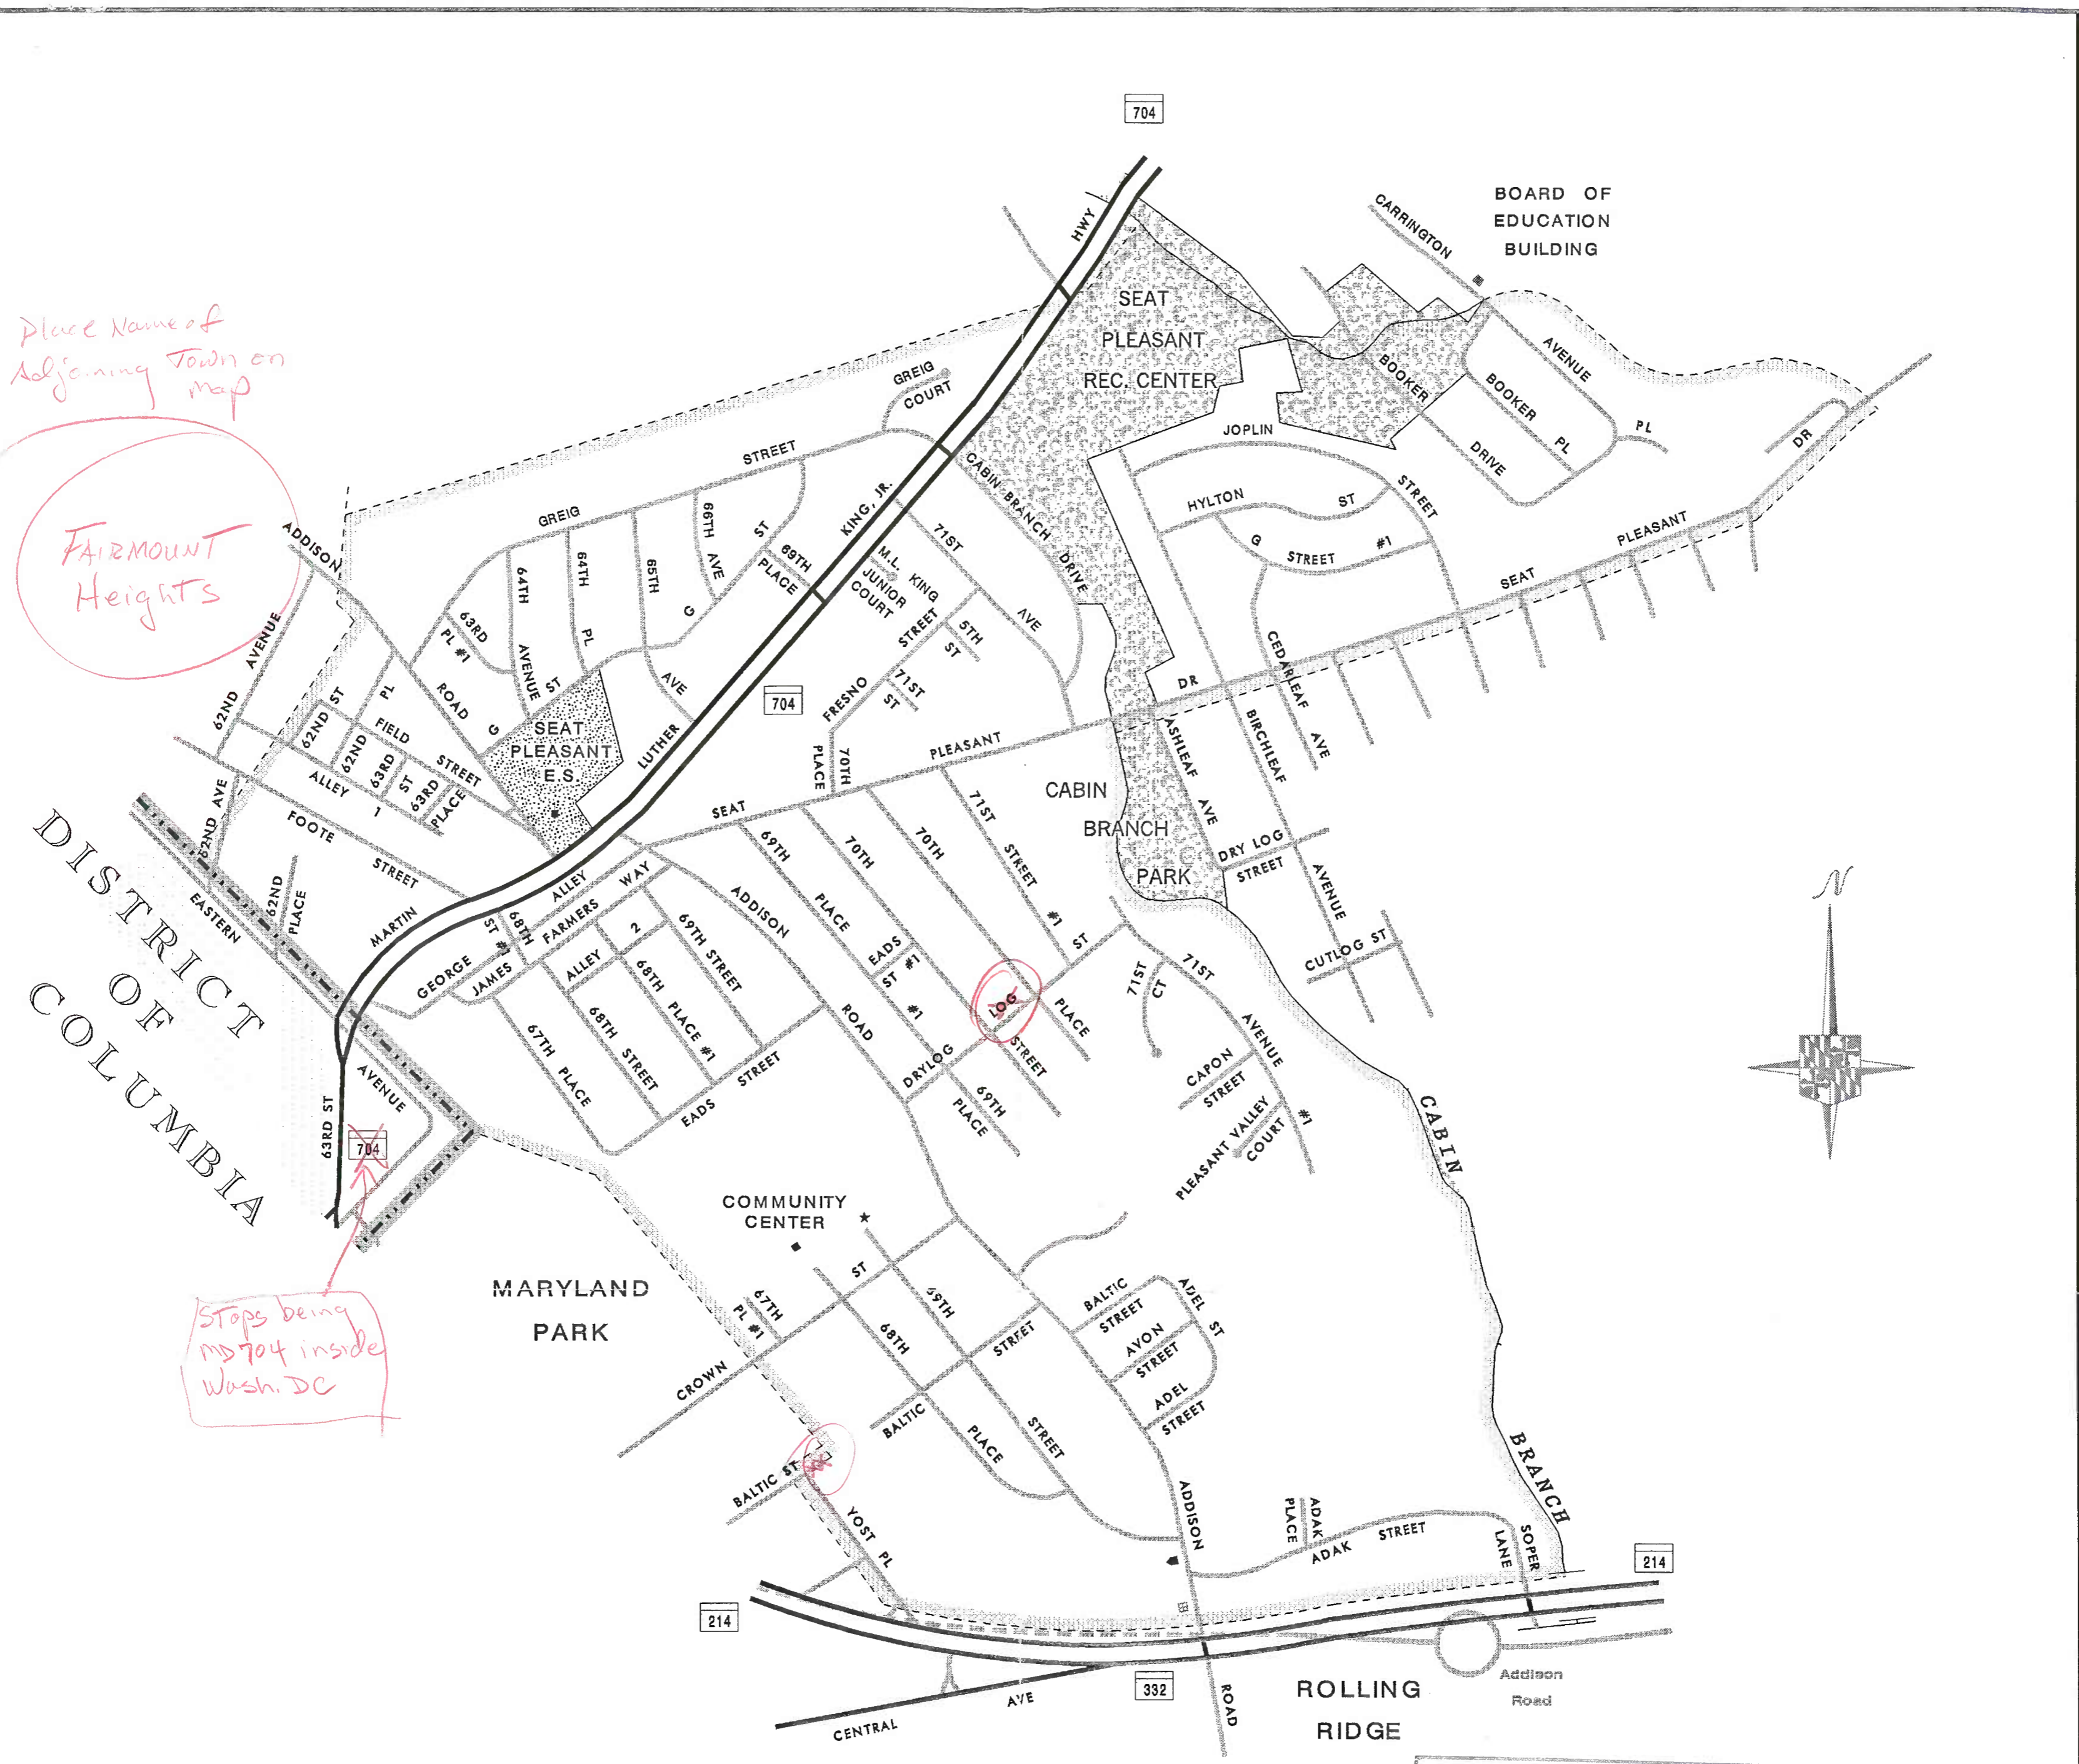 704
BOARD OF
EDUCATION
BUILDING
CARRINGTON
HWY
SEAT
PLEASANT
REC. CENTER
Place Name of
Adjoining Town on
Map
FAIRMOUNT
Heights
GREIG
COURT
AVENUE
BOOKER
BOOKER
PL
DRIVE
PL
DR
JOPLIN
STREET
HYLTON
ST
G
STREET
#1
PLEASANT
SEAT
STREET
GREIG
CABIN BRANCH DRIVE
KING, JR.
71ST
AVE
66TH
AVE
ST
G
69TH
PLACE
M.L. KING
JUNIOR
COURT
STREET
5TH
ST
71ST
ST
FRESNO
ADDISON
AVENUE
62ND
64TH
AVENUE
64TH
PL
65TH
AVE
63RD
PL #1
ROAD
G
ST
SEAT
PLEASANT
E.S.
LUTHER
704
62ND ST
62ND
PL
FIELD
STREET
63RD
ST
63RD
PLACE
ALLEY
1
62ND AVE
FOOTE
STREET
62ND
PLACE
EASTERN
DISTRICT
OF
COLUMBIA
MARTIN
DR
CEDARLEAF
AVE
BIRCHLEAF
AVENUE
ASHLEAF
AVE
PLEASANT
SEAT
70TH
PLACE
CABIN
BRANCH
PARK
DRY LOG
STREET
CUTLOG ST
71ST
STREET
#1
70TH
PLACE
70TH
STREET
69TH
PLACE
#1
EADS
ST #1
ADDISON
ROAD
ALLEY
GEORGE
68TH
ST #1
JAMES
FARMERS
WAY
ALLEY
2
69TH STREET
68TH
PLACE #1
68TH
STREET
67TH
PLACE
EADS
STREET
DRYLOG
LOG
ST
69TH
PLACE
71ST
CT
71ST
AVENUE
#1
CAPON
STREET
PLEASANT VALLEY
COURT
CABIN
BRANCH
N
AVENUE
63RD ST
704
Stops being
MD 704 inside
Wash. DC
COMMUNITY
CENTER
MARYLAND
PARK
67TH
PL #1
CROWN
ST
69TH
STREET
68TH
PLACE
BALTIC
STREET
BALTIC
STREET
ADEL
ST
AVON
STREET
ADEL
STREET
BALTIC ST
YOST PL
ADDISON
ADAK
PLACE
ADAK
STREET
SOPER
LANE
214
214
332
CENTRAL
AVE
ROAD
ROLLING
RIDGE
Addison
Road